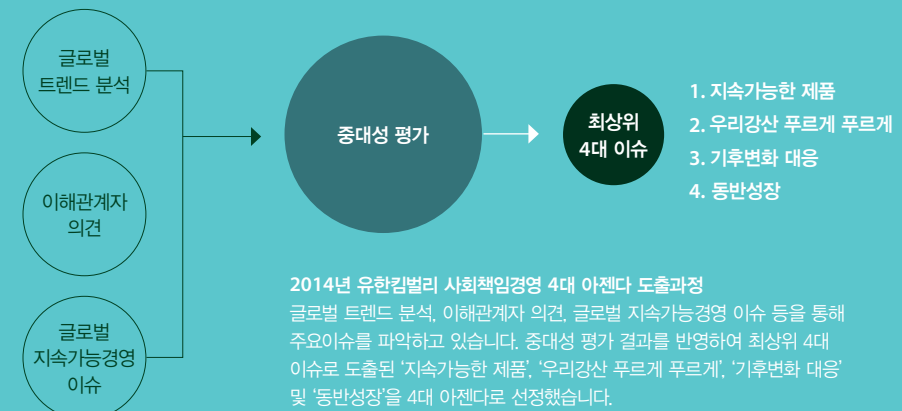 글로벌
트렌드 분석
이해관계자
의견
글로벌
지속가능경영
이슈
중대성 평가
최상위
4대 이슈
1. 지속가능한 제품
2. 우리강산 푸르게 푸르게
3. 기후변화 대응
4. 동반성장
2014년 유한킴벌리 사회책임경영 4대 아젠다 도출과정
글로벌 트렌드 분석, 이해관계자 의견, 글로벌 지속가능경영 이슈 등을 통해
주요이슈를 파악하고 있습니다. 중대성 평가 결과를 반영하여 최상위 4대
이슈로 도출된 ‘지속가능한 제품’, ‘우리강산 푸르게 푸르게’, ‘기후변화 대응’
및 ‘동반성장’을 4대 아젠다로 선정했습니다.